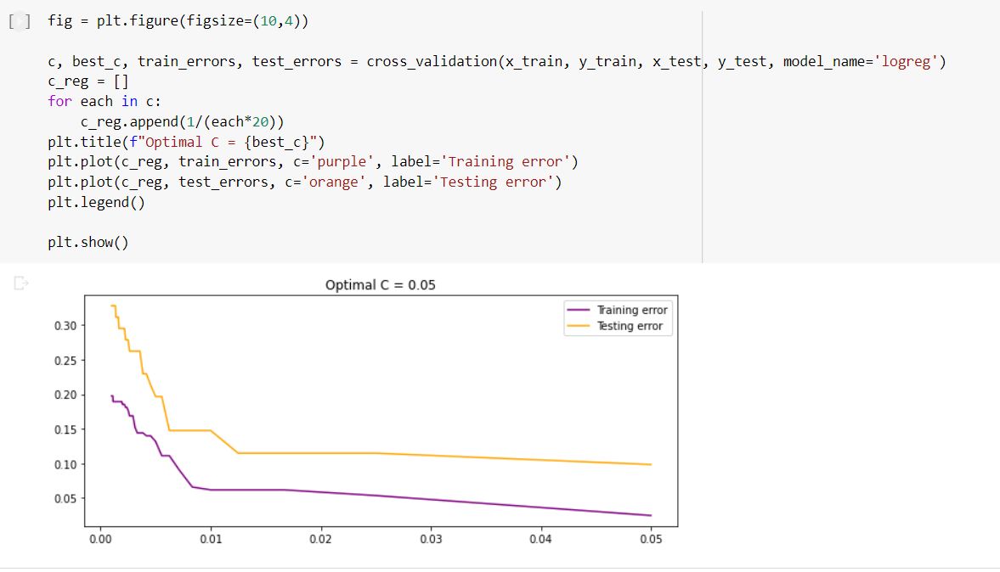 [ ] fig = plt.figure(figsize=(10,4))
c, best_c, train_errors, test_errors = cross_validation(x_train, y_train, x_test, y_test, model_name='logreg')
c_reg = []
for each in c:
    c_reg.append(1/(each*20))
plt.title(f"Optimal C = {best_c}")
plt.plot(c_reg, train_errors, c='purple', label='Training error')
plt.plot(c_reg, test_errors, c='orange', label='Testing error')
plt.legend()
plt.show()
Optimal C = 0.05
Training error
Testing error
0.30
0.25
0.20
0.15
0.10
0.05
0.00 0.01 0.02 0.03 0.04 0.05